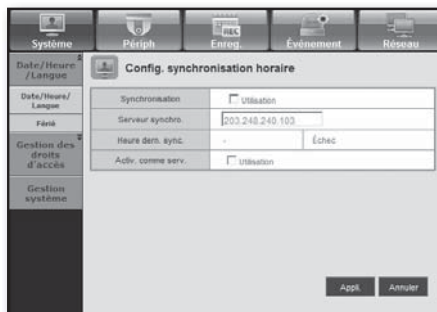 Système
Périph
Enreg.
Événement
Réseau
REC
Date/Heure
/Langue
Date/Heure/
Langue
Férié
Gestion des
droits
d'accès
Gestion
système
Config. synchronisation horaire
Synchronisation
Utilisation
Serveur synchro.
203.248.240.103
Heure dern. sync.
-
Échec
Activ. comme serv.
Utilisation
Appli.
Annuler